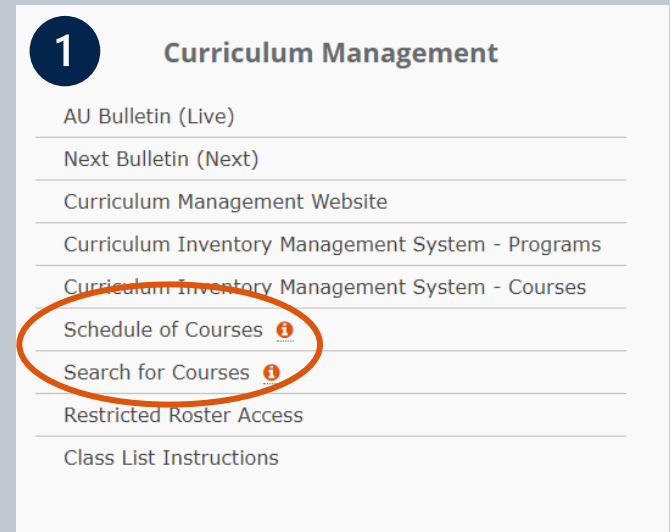 1
Curriculum Management
AU Bulletin (Live)
Next Bulletin (Next)
Curriculum Management Website
Curriculum Inventory Management System - Programs
Curriculum Inventory Management System - Courses
Schedule of Courses
Search for Courses
Restricted Roster Access
Class List Instructions